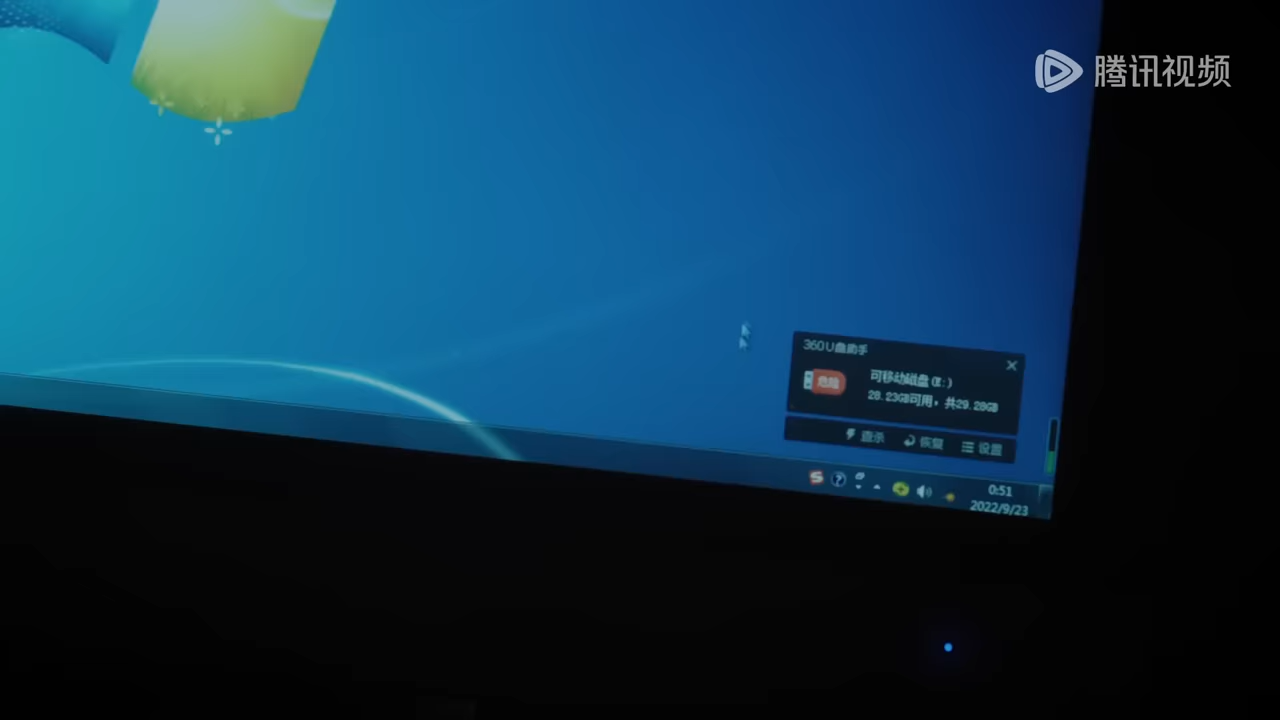 腾讯视频
360U盘助手
危险
可移动磁盘(E:)
28.23GB可用，共29.28GB
查杀 恢复 设置
0:51
2022/9/23